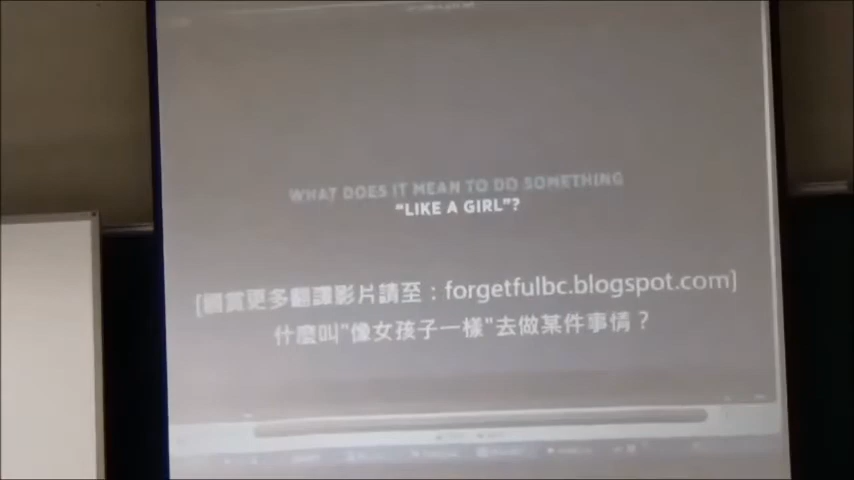 WHAT DOES IT MEAN TO DO SOMETHING
"LIKE A GIRL"?
[觀賞更多翻譯影片請至：forgetfulbc.blogspot.com]
什麼叫"像女孩子一樣"去做某件事情？